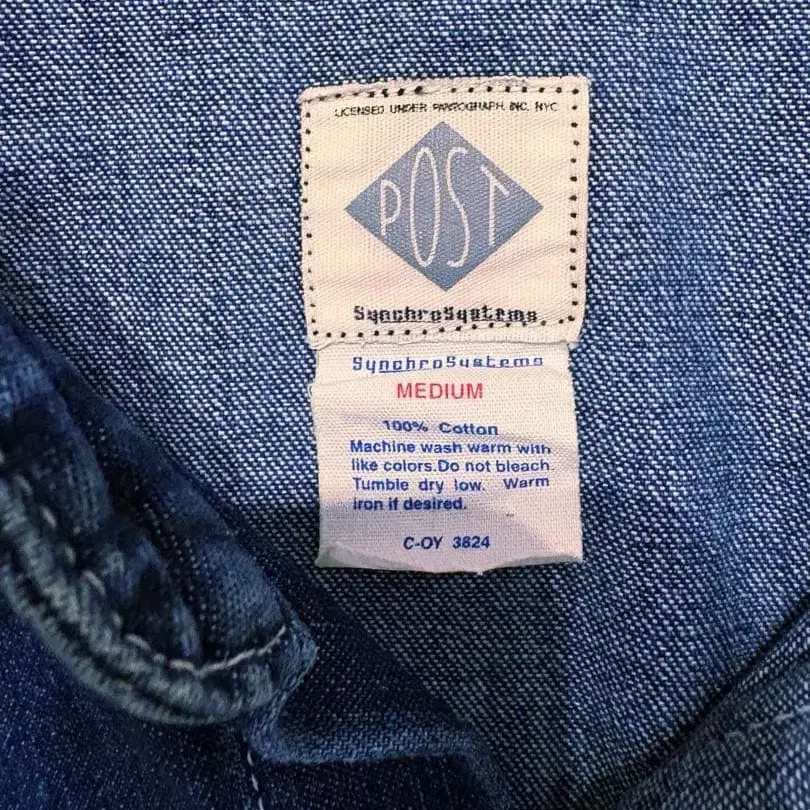 LICENSED UNDER PARROGRAPH, INC. NYC
POST
SynchroSystems
SynchroSystems
MEDIUM
100% Cotton
Machine wash warm with
like colors.Do not bleach
Tumble dry low. Warm
iron if desired.
C-OY 3824